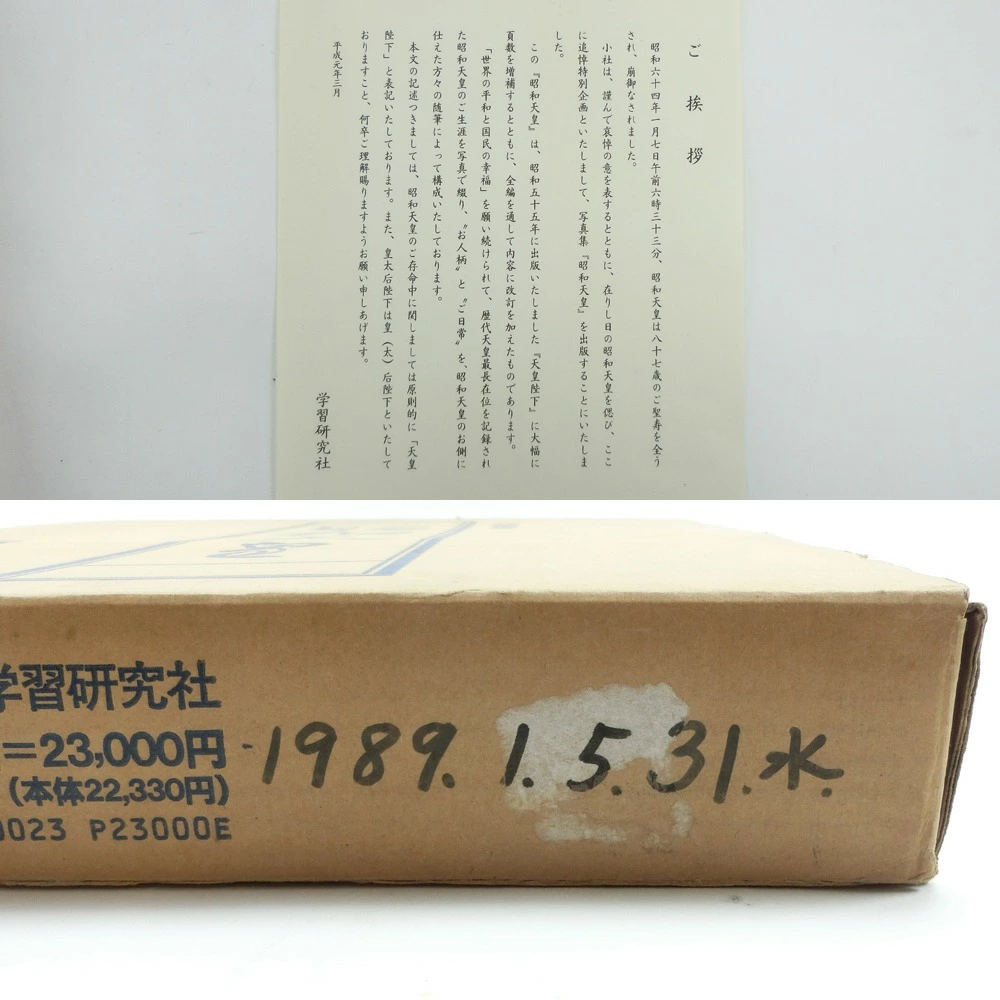 ご挨拶
昭和六十四年一月七日午前六時三十三分、昭和天皇は八十七歳のご聖寿を全う
され、崩御なされました。
小社は、謹んで哀悼の意を表するとともに、在りし日の昭和天皇を偲び、ここ
に追悼特別企画といたしまして、写真集『昭和天皇』を出版することにいたしま
した。
この『昭和天皇』は、昭和五十五年に出版いたしました『天皇陛下』に大幅に
頁数を増補するとともに、全編を通して内容に改訂を加えたものであります。
「世界の平和と国民の幸福」を願い続けられて、歴代天皇最長在位を記録され
た昭和天皇のご生涯を写真で綴り、〝お人柄〟と〝ご日常〟を、昭和天皇のお側に
仕えた方々の随筆によって構成いたしております。
本文の記述つきましては、昭和天皇のご存命中に関しましては原則的に「天皇
陛下」と表記いたしております。また、皇太后陛下は皇（太）后陛下といたして
おりますこと、何卒ご理解賜りますようお願い申しあげます。
平成元年三月
学習研究社
学習研究社
=23,000円
(本体22,330円)
0023 P23000E
1989. 1. 5. 31. 水.